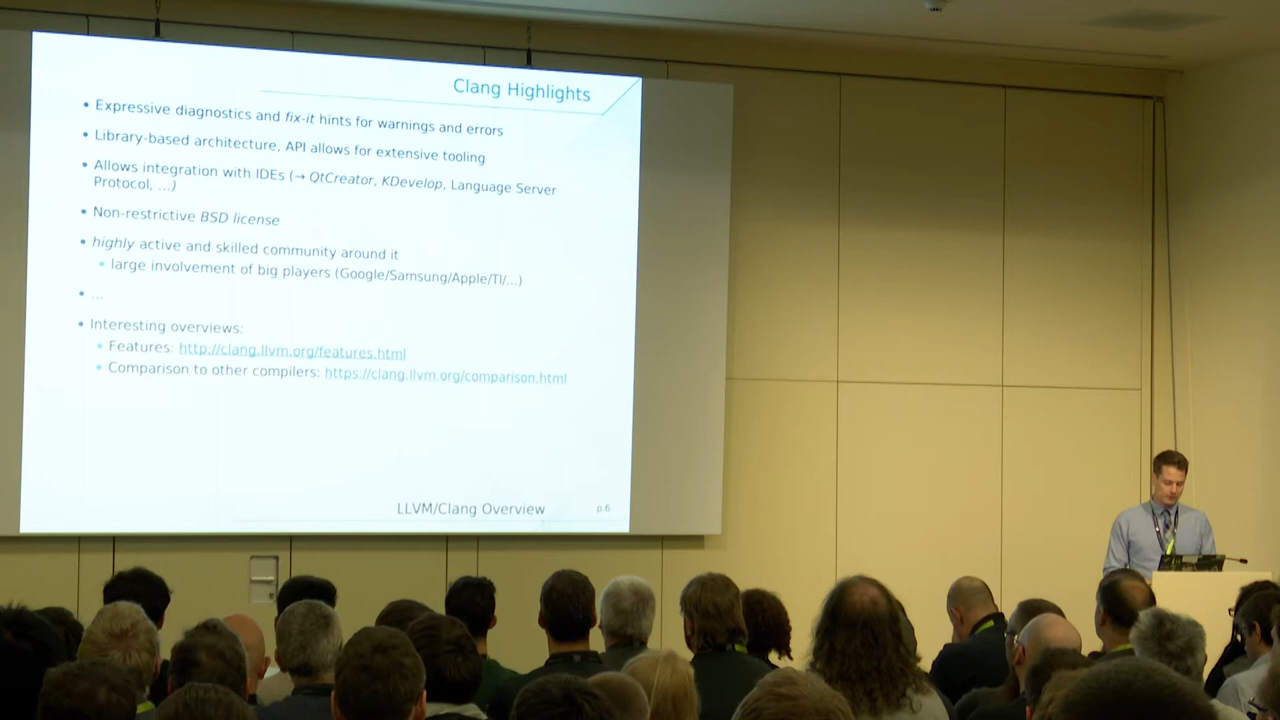 Clang Highlights
• Expressive diagnostics and fix-it hints for warnings and errors
• Library-based architecture, API allows for extensive tooling
• Allows integration with IDEs (→ QtCreator, KDevelop, Language Server
Protocol, ...)
• Non-restrictive BSD license
• highly active and skilled community around it
• large involvement of big players (Google/Samsung/Apple/TI/...)
• ...
• Interesting overviews:
• Features: http://clang.llvm.org/features.html
• Comparison to other compilers: https://clang.llvm.org/comparison.html
LLVM/Clang Overview
p.6